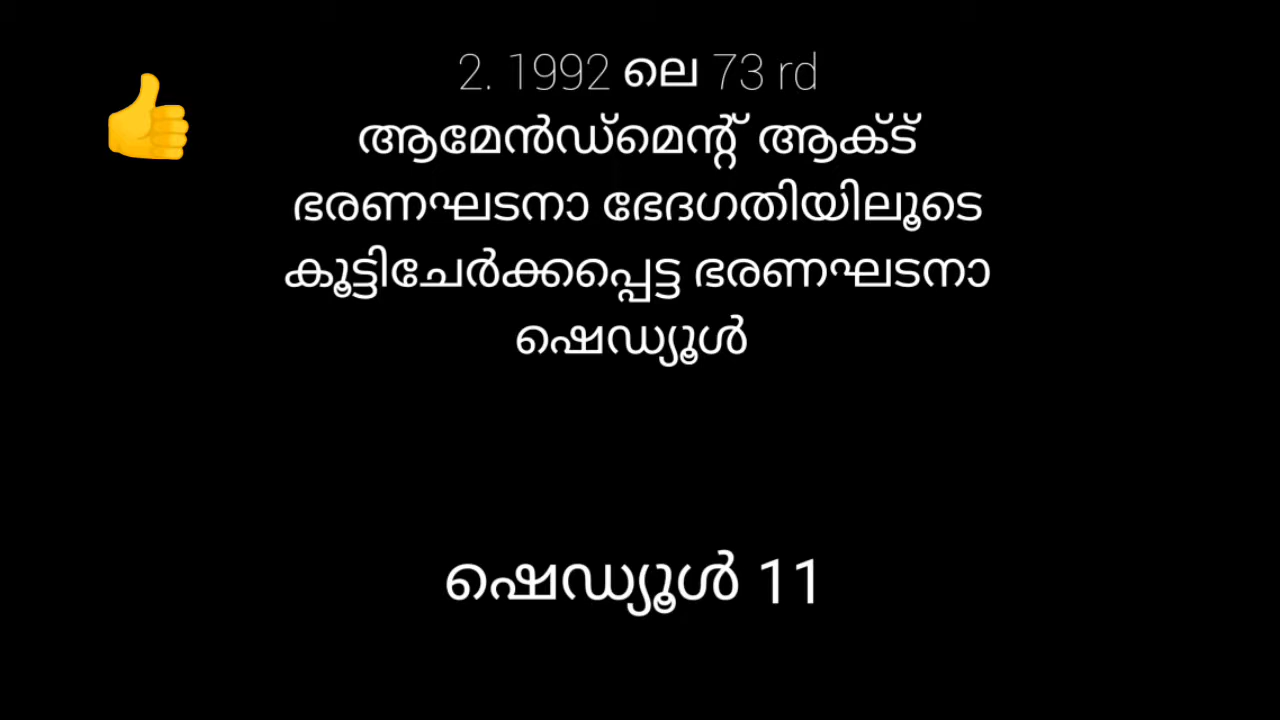 2. 1992 ലെ 73 rd
ആമേൻഡ്മെന്റ് ആക്ട്
ഭരണഘടനാ ഭേദഗതിയിലൂടെ
കൂട്ടിചേർക്കപ്പെട്ട ഭരണഘടനാ
ഷെഡ്യൂൾ
ഷെഡ്യൂൾ 11